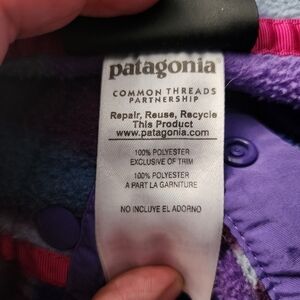 patagonia
COMMON THREADS
PARTNERSHIP
Repair, Reuse, Recycle
This Product
www.patagonia.com
100% POLYESTER
EXCLUSIVE OF TRIM
100% POLYESTER
A PART LA GARNITURE
NO INCLUYE EL ADORNO